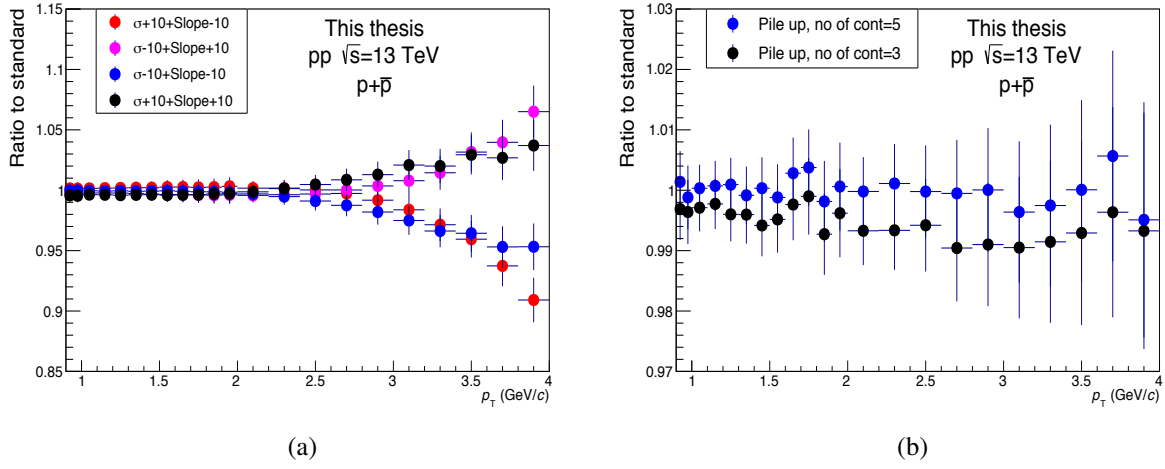 Ratio to standard
1.15
1.1
1.05
1
0.95
0.9
0.85
σ+10+Slope-10
σ-10+Slope+10
σ-10+Slope-10
σ+10+Slope+10
This thesis
pp √s=13 TeV
p+p̅
1 1.5 2 2.5 3 3.5 4
p_T (GeV/c)
(a)
Ratio to standard
1.03
1.02
1.01
1
0.99
0.98
0.97
Pile up, no of cont=5
Pile up, no of cont=3
This thesis
pp √s=13 TeV
p+p̅
1 1.5 2 2.5 3 3.5 4
p_T (GeV/c)
(b)